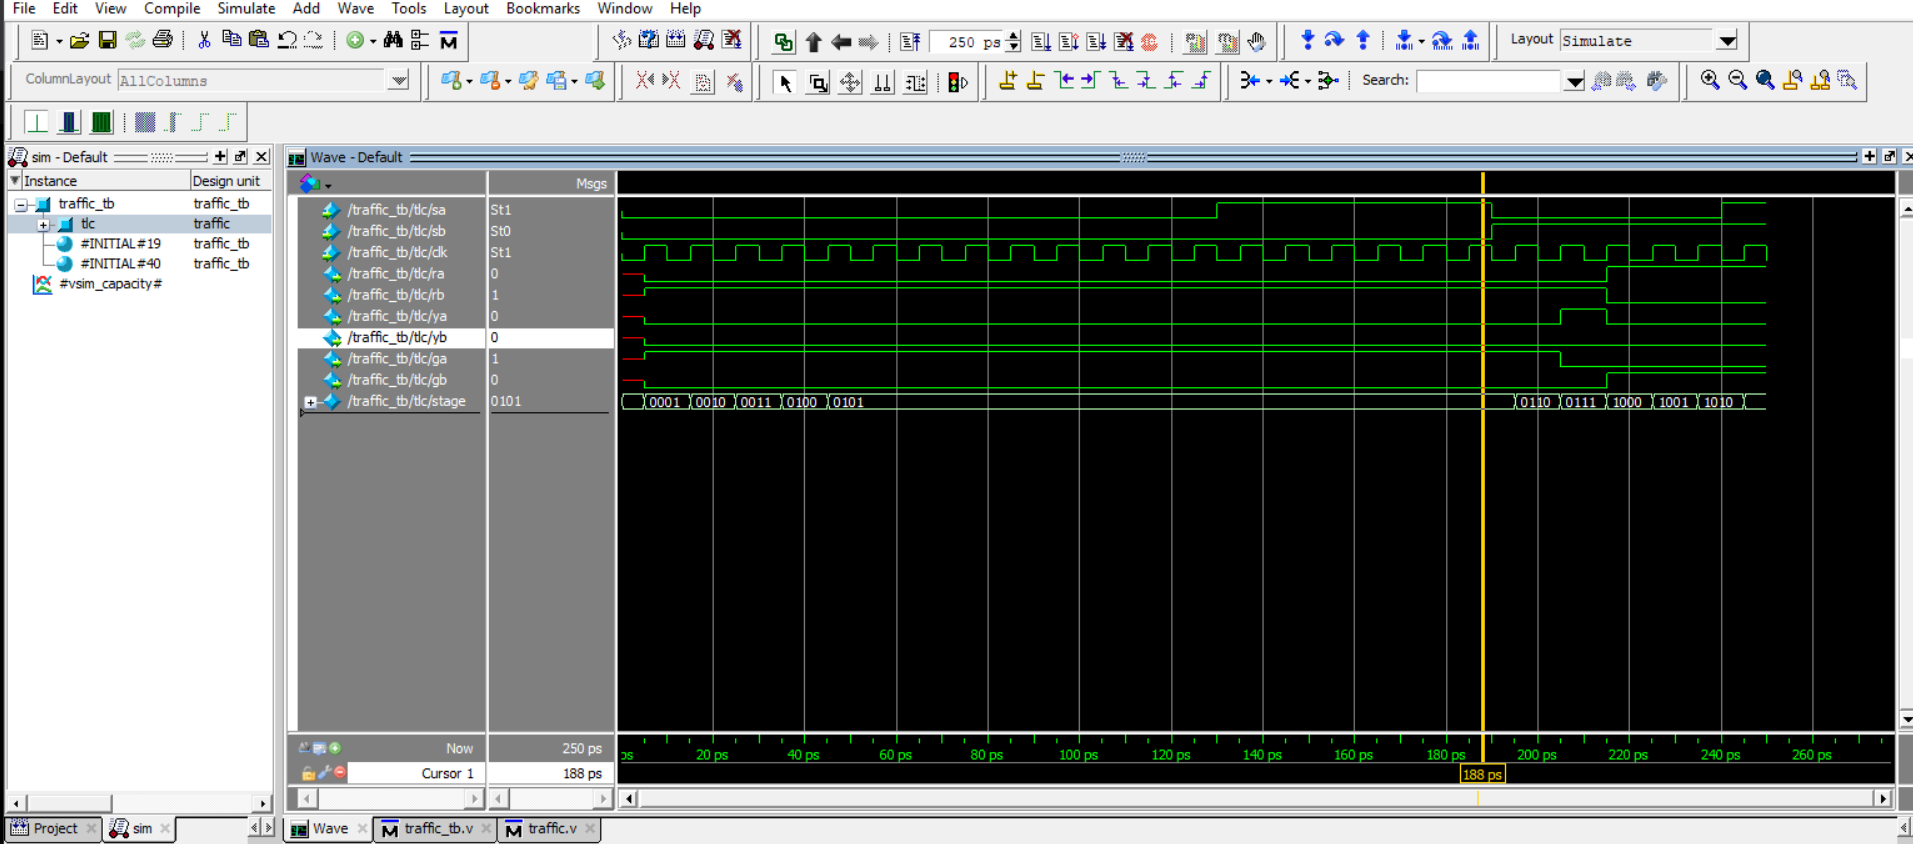 File Edit View Compile Simulate Add Wave Tools Layout Bookmarks Window Help
250 ps
Layout Simulate
ColumnLayout AllColumns
Search:
sim - Default
Instance Design unit
traffic_tb traffic_tb
tlc traffic
#INITIAL#19 traffic_tb
#INITIAL#40 traffic_tb
#vsim_capacity#
Wave - Default
Msgs
/traffic_tb/tlc/sa St1
/traffic_tb/tlc/sb St0
/traffic_tb/tlc/clk St1
/traffic_tb/tlc/ra 0
/traffic_tb/tlc/rb 1
/traffic_tb/tlc/ya 0
/traffic_tb/tlc/yb 0
/traffic_tb/tlc/ga 1
/traffic_tb/tlc/gb 0
/traffic_tb/tlc/stage 0101 0001 0010 0011 0100 0101 0110 0111 1000 1001 1010
Now 250 ps
ps 20 ps 40 ps 60 ps 80 ps 100 ps 120 ps 140 ps 160 ps 180 ps 200 ps 220 ps 240 ps 260 ps
Cursor 1 188 ps
188 ps
Project sim
Wave traffic_tb.v traffic.v